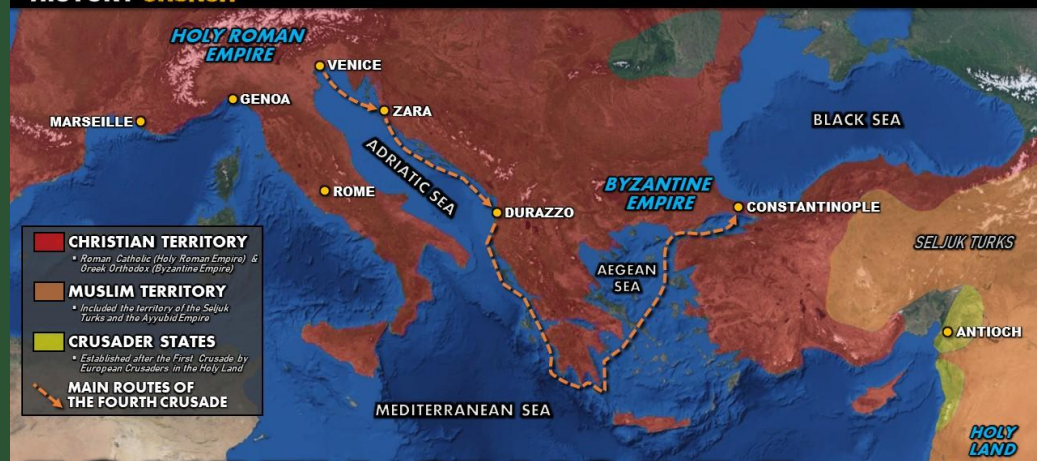 HISTORY CRUNCH
HOLY ROMAN
EMPIRE
VENICE
GENOA
ZARA
MARSEILLE
BLACK SEA
ADRIATIC SEA
ROME
BYZANTINE
EMPIRE
DURAZZO
CONSTANTINOPLE
SELJUK TURKS
AEGEAN
SEA
CHRISTIAN TERRITORY
▪ Roman Catholic (Holy Roman Empire) &
Greek Orthodox (Byzantine Empire)
MUSLIM TERRITORY
▪ Included the territory of the Seljuk
Turks and the Ayyubid Empire
CRUSADER STATES
▪ Established after the First Crusade by
European Crusaders in the Holy Land
MAIN ROUTES OF
THE FOURTH CRUSADE
ANTIOCH
MEDITERRANEAN SEA
HOLY
LAND